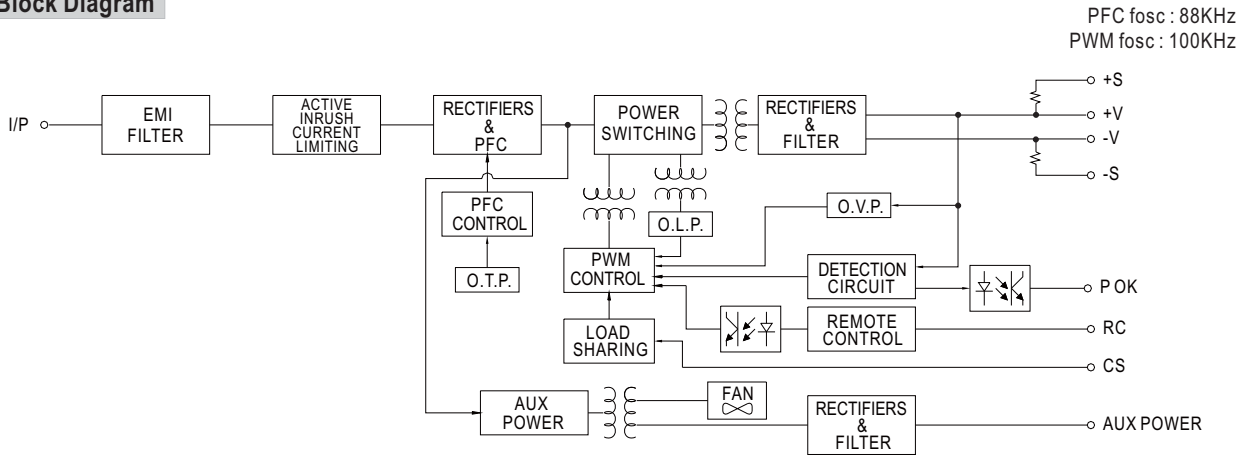 Block Diagram
PFC fosc : 88KHz
PWM fosc : 100KHz
I/P
EMI
FILTER
ACTIVE
INRUSH
CURRENT
LIMITING
RECTIFIERS
&
PFC
POWER
SWITCHING
RECTIFIERS
&
FILTER
+S
+V
-V
-S
PFC
CONTROL
O.T.P.
O.L.P.
O.V.P.
PWM
CONTROL
DETECTION
CIRCUIT
P OK
LOAD
SHARING
REMOTE
CONTROL
RC
CS
AUX
POWER
FAN
RECTIFIERS
&
FILTER
AUX POWER